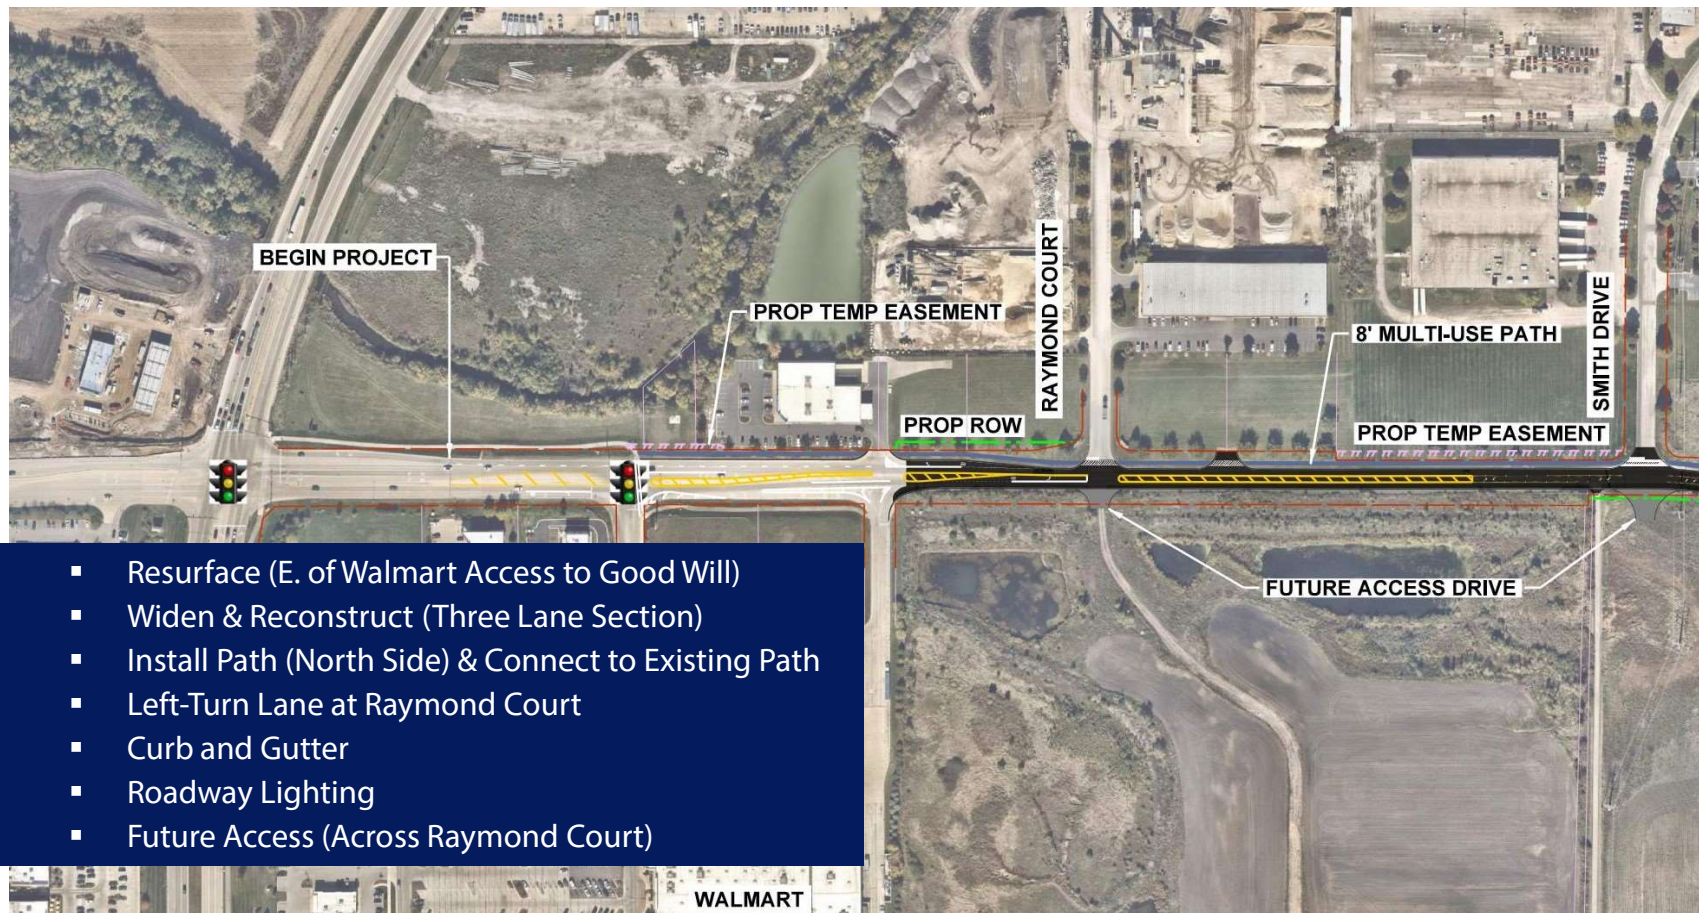 BEGIN PROJECT
PROP TEMP EASEMENT
RAYMOND COURT
SMITH DRIVE
8' MULTI-USE PATH
PROP ROW
PROP TEMP EASEMENT
FUTURE ACCESS DRIVE
▪ Resurface (E. of Walmart Access to Good Will)
▪ Widen & Reconstruct (Three Lane Section)
▪ Install Path (North Side) & Connect to Existing Path
▪ Left-Turn Lane at Raymond Court
▪ Curb and Gutter
▪ Roadway Lighting
▪ Future Access (Across Raymond Court)
WALMART